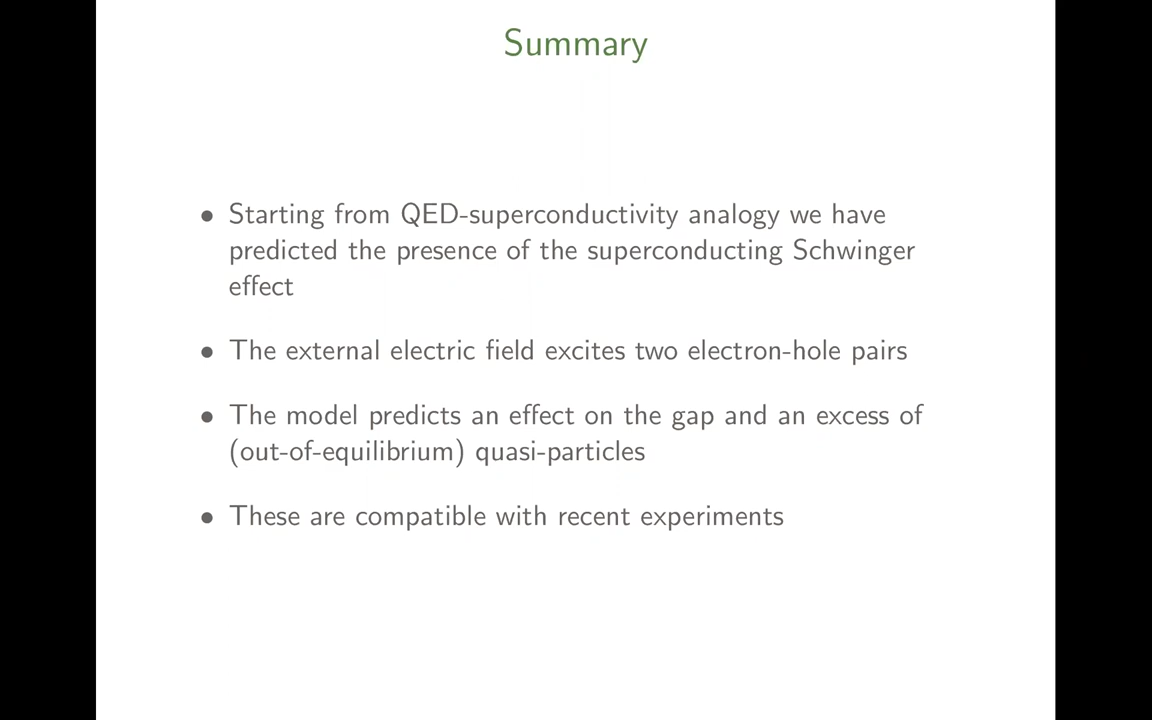 Summary
• Starting from QED-superconductivity analogy we have
predicted the presence of the superconducting Schwinger
effect
• The external electric field excites two electron-hole pairs
• The model predicts an effect on the gap and an excess of
(out-of-equilibrium) quasi-particles
• These are compatible with recent experiments